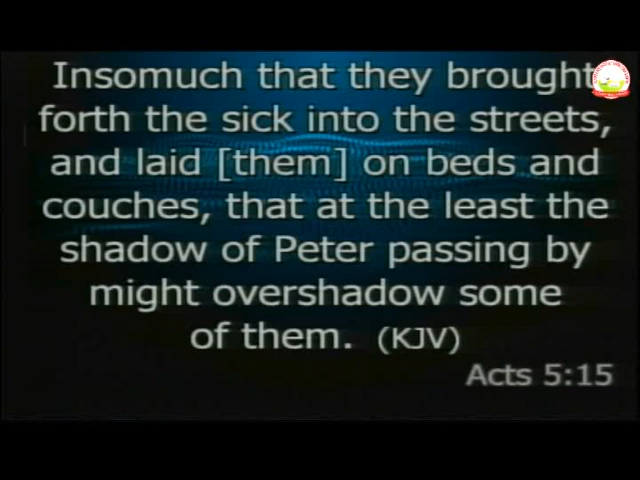 Insomuch that they brought
forth the sick into the streets,
and laid [them] on beds and
couches, that at the least the
shadow of Peter passing by
might overshadow some
of them. (KJV)
Acts 5:15